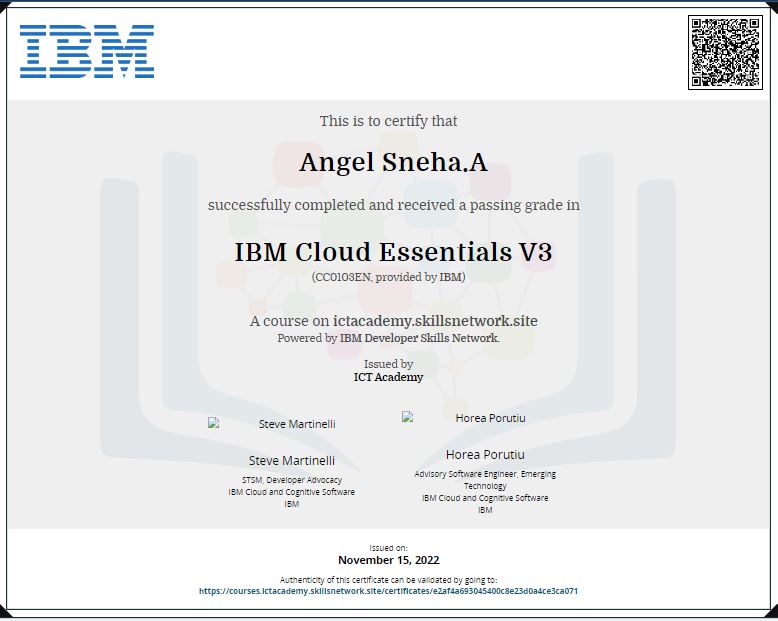 IBM
This is to certify that
Angel Sneha.A
successfully completed and received a passing grade in
IBM Cloud Essentials V3
(CC0103EN, provided by IBM)
A course on ictacademy.skillsnetwork.site
Powered by IBM Developer Skills Network.
Issued by
ICT Academy
Steve Martinelli
Horea Porutiu
Steve Martinelli
STSM, Developer Advocacy
IBM Cloud and Cognitive Software
IBM
Horea Porutiu
Advisory Software Engineer, Emerging
Technology
IBM Cloud and Cognitive Software
IBM
Issued on:
November 15, 2022
Authenticity of this certificate can be validated by going to:
https://courses.ictacademy.skillsnetwork.site/certificates/e2af4a693045400c8e23d0a4ce3ca071